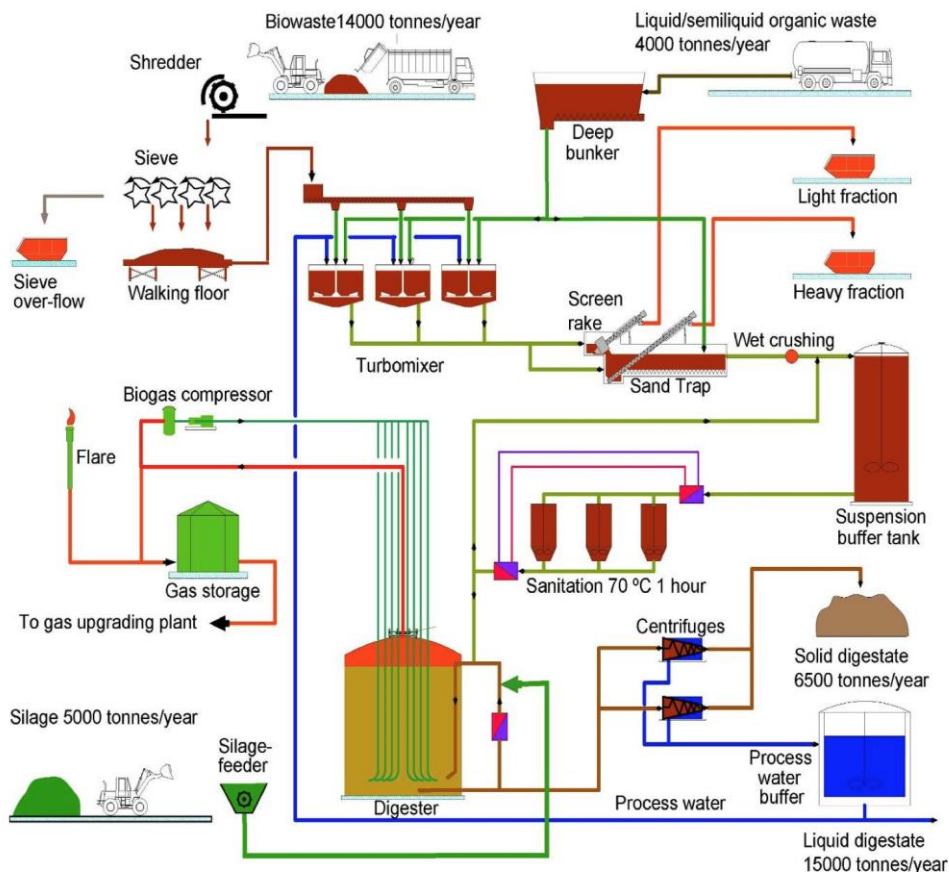 Biowaste14000 tonnes/year
Liquid/semiliquid organic waste
4000 tonnes/year
Shredder
Deep
bunker
Sieve
Light fraction
Sieve
over-flow
Walking floor
Heavy fraction
Screen
rake
Wet crushing
Turbomixer
Sand Trap
Biogas compressor
Flare
Suspension
buffer tank
Gas storage
Sanitation 70 ºC 1 hour
To gas upgrading plant
Centrifuges
Solid digestate
6500 tonnes/year
Silage 5000 tonnes/year
Silage-
feeder
Process
water
buffer
Digester
Process water
Liquid digestate
15000 tonnes/year